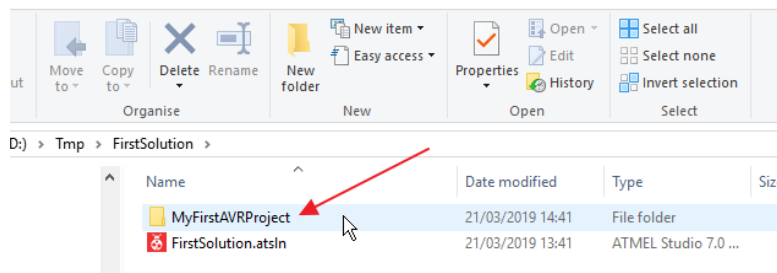 New item
Easy access
Open
Edit
History
Select all
Select none
Invert selection
ut
Move to
Copy to
Delete
Rename
New folder
Properties
Organise
New
Open
Select
D:) > Tmp > FirstSolution >
Name
Date modified
Type
Siz
MyFirstAVRProject 21/03/2019 14:41 File folder
FirstSolution.atsln 21/03/2019 13:41 ATMEL Studio 7.0 ...